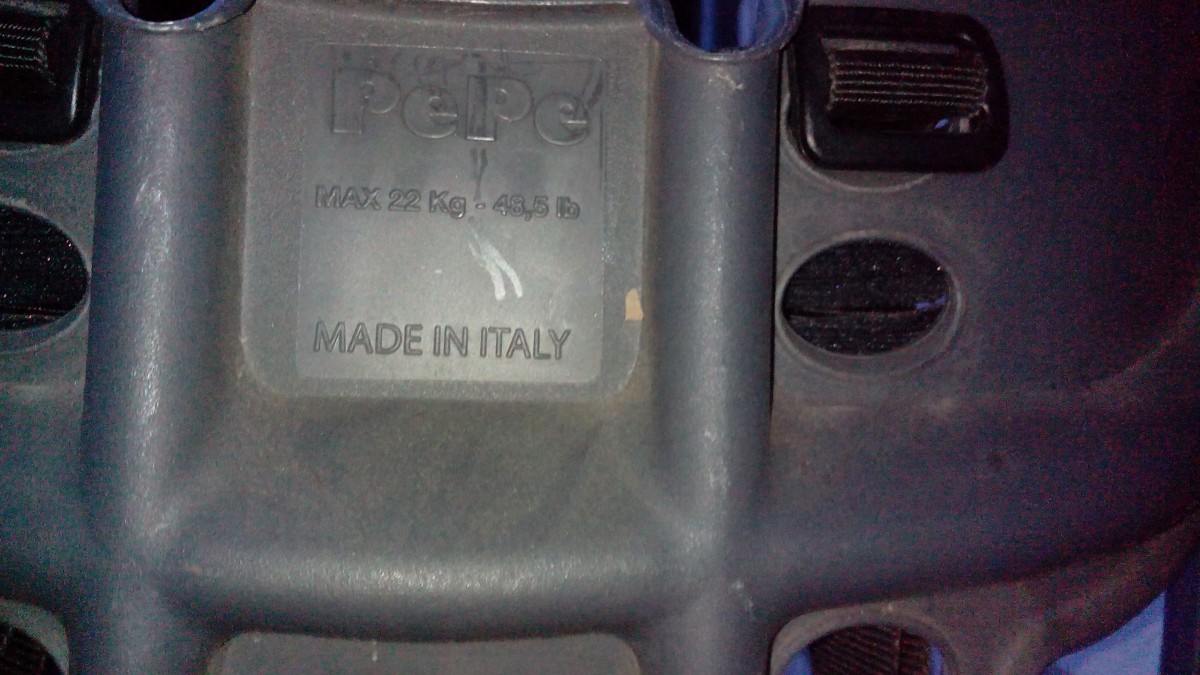 PePe
MAX 22 Kg - 48,5 lb
MADE IN ITALY